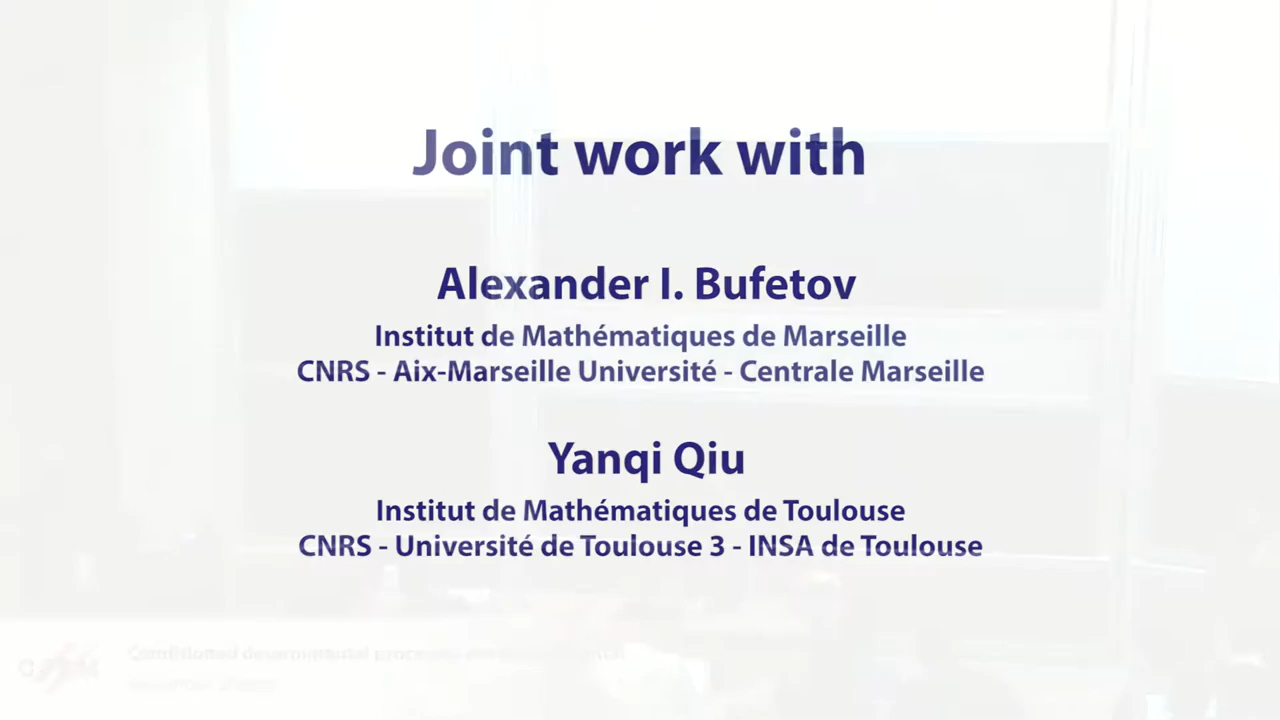 Joint work with
Alexander I. Bufetov
Institut de Mathématiques de Marseille
CNRS - Aix-Marseille Université - Centrale Marseille
Yanqi Qiu
Institut de Mathématiques de Toulouse
CNRS - Université de Toulouse 3 - INSA de Toulouse